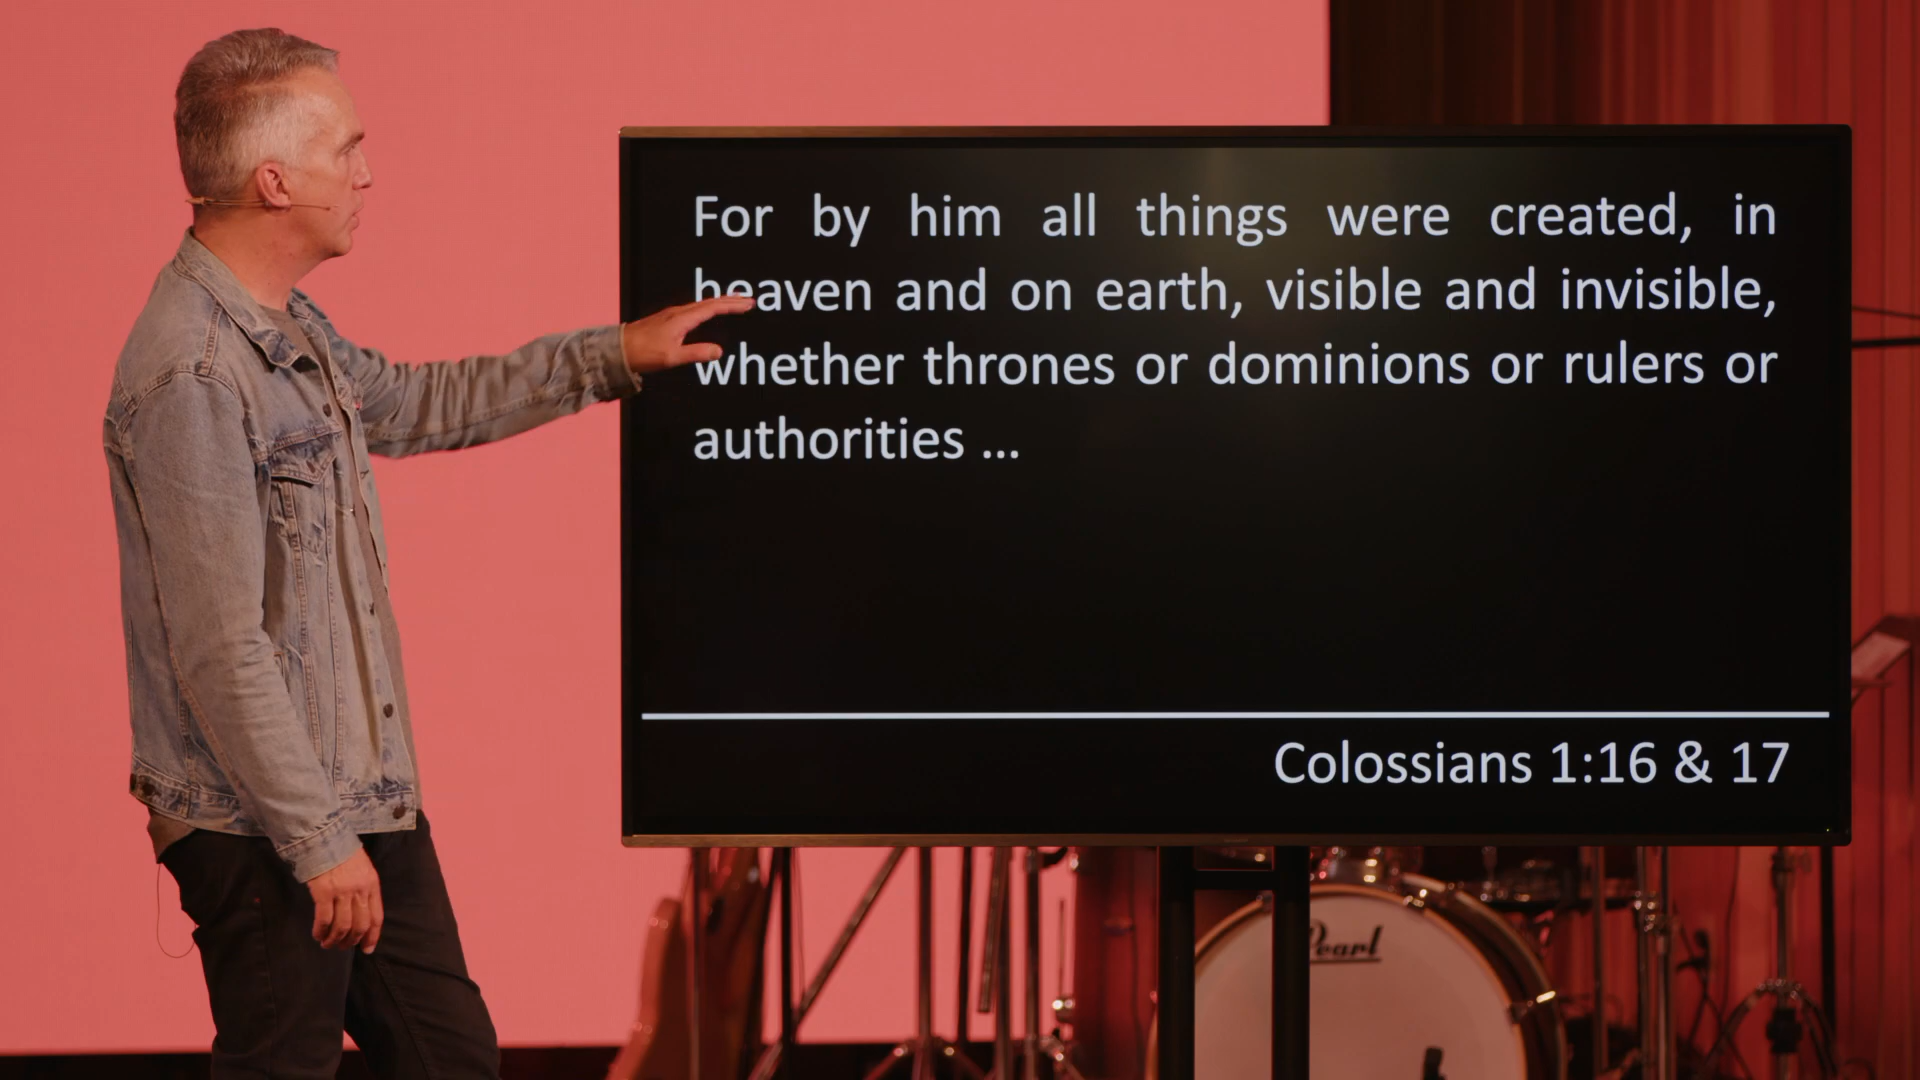 For by him all things were created, in
heaven and on earth, visible and invisible,
whether thrones or dominions or rulers or
authorities ...
Colossians 1:16 & 17
Pearl